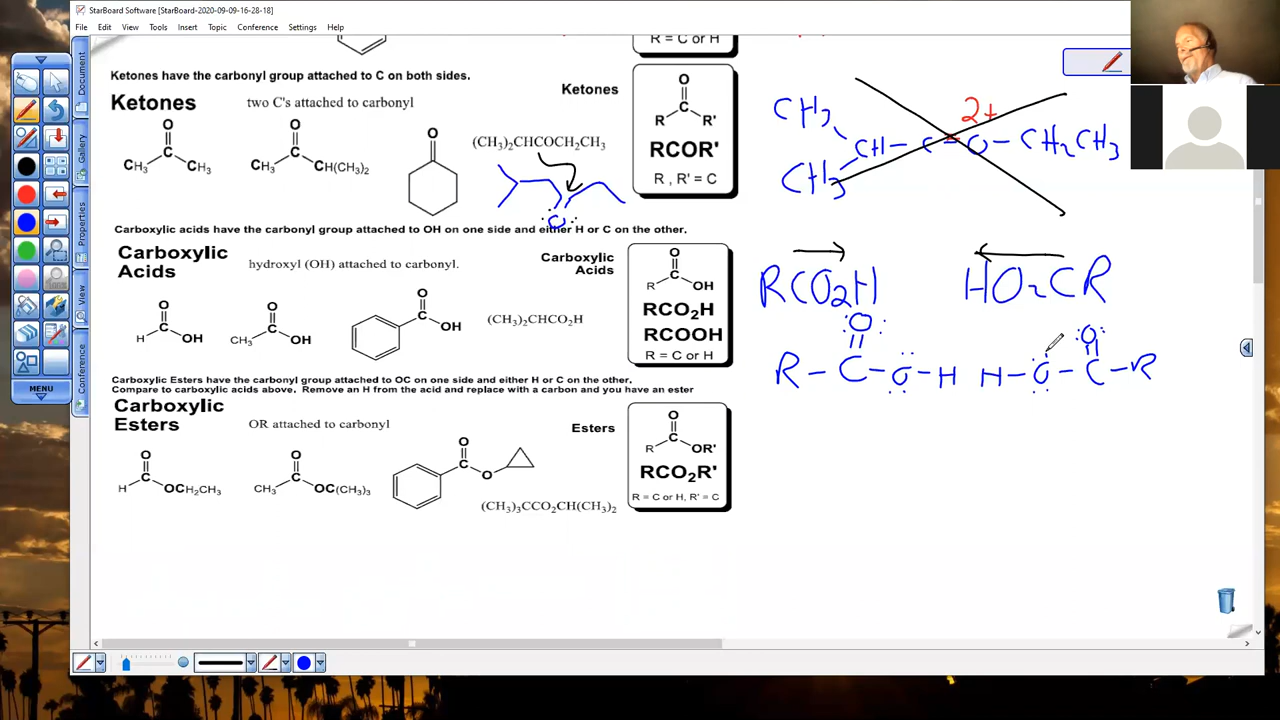 StarBoard Software - [StarBoard-2020-09-09-16-28-18]
File Edit View Tools Insert Topic Conference Settings Help
Document
Gallery
Properties
View
Conference
MENU
R = C or H
Ketones have the carbonyl group attached to C on both sides.
Ketones
two C's attached to carbonyl
Ketones
O
CH₃ C CH₃
O
CH₃ C CH(CH₃)₂
O
(CH₃)₂CHCOCH₂CH₃
O
O
C
R R'
RCOR'
R , R' = C
CH₃
CH₃
CH – C = O – CH₂CH₃
2+
Carboxylic acids have the carbonyl group attached to OH on one side and either H or C on the other.
Carboxylic
Acids
hydroxyl (OH) attached to carbonyl.
Carboxylic
Acids
O
H C OH
O
CH₃ C OH
O
C OH
(CH₃)₂CHCO₂H
O
R C OH
RCO₂H
RCOOH
R = C or H
RCO₂H
HO₂CR
O
R – C – O – H
O
H – O – C – R
Carboxylic Esters have the carbonyl group attached to OC on one side and either H or C on the other.
Compare to carboxylic acids above. Remove an H from the acid and replace with a carbon and you have an ester
Carboxylic
Esters
OR attached to carbonyl
Esters
O
H C OCH₂CH₃
O
CH₃ C OC(CH₃)₃
O
C O
(CH₃)₃CCO₂CH(CH₃)₂
O
R C OR'
RCO₂R'
R = C or H, R' = C